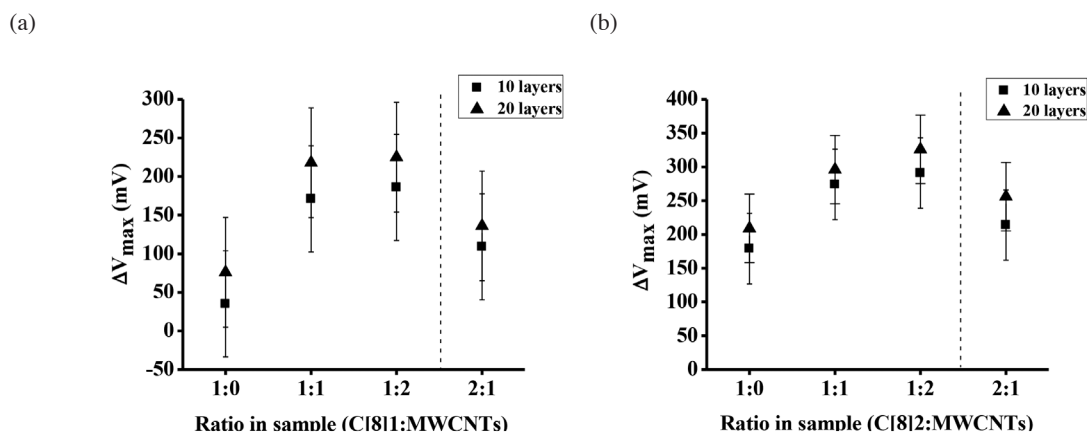 (a)
(b)
10 layers
20 layers
300
250
200
150
100
50
0
-50
ΔVmax (mV)
1:0 1:1 1:2 2:1
Ratio in sample (C[8]1:MWCNTs)
10 layers
20 layers
400
350
300
250
200
150
100
50
0
ΔVmax (mV)
1:0 1:1 1:2 2:1
Ratio in sample (C[8]2:MWCNTs)